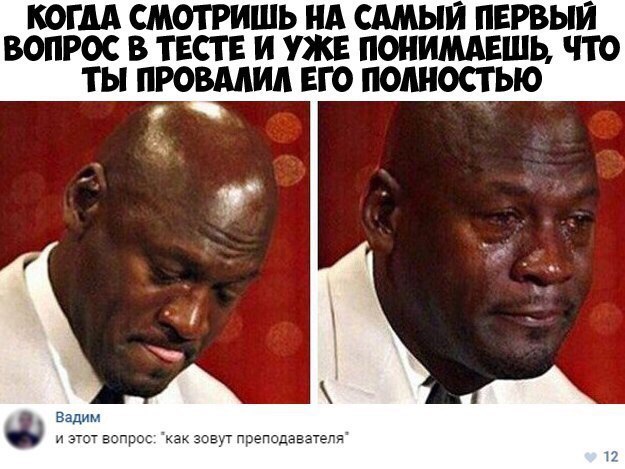 КОГДА СМОТРИШЬ НА САМЫЙ ПЕРВЫЙ
ВОПРОС В ТЕСТЕ И УЖЕ ПОНИМАЕШЬ, ЧТО
ТЫ ПРОВАЛИЛ ЕГО ПОЛНОСТЬЮ
Вадим
и этот вопрос: "как зовут преподавателя"
12